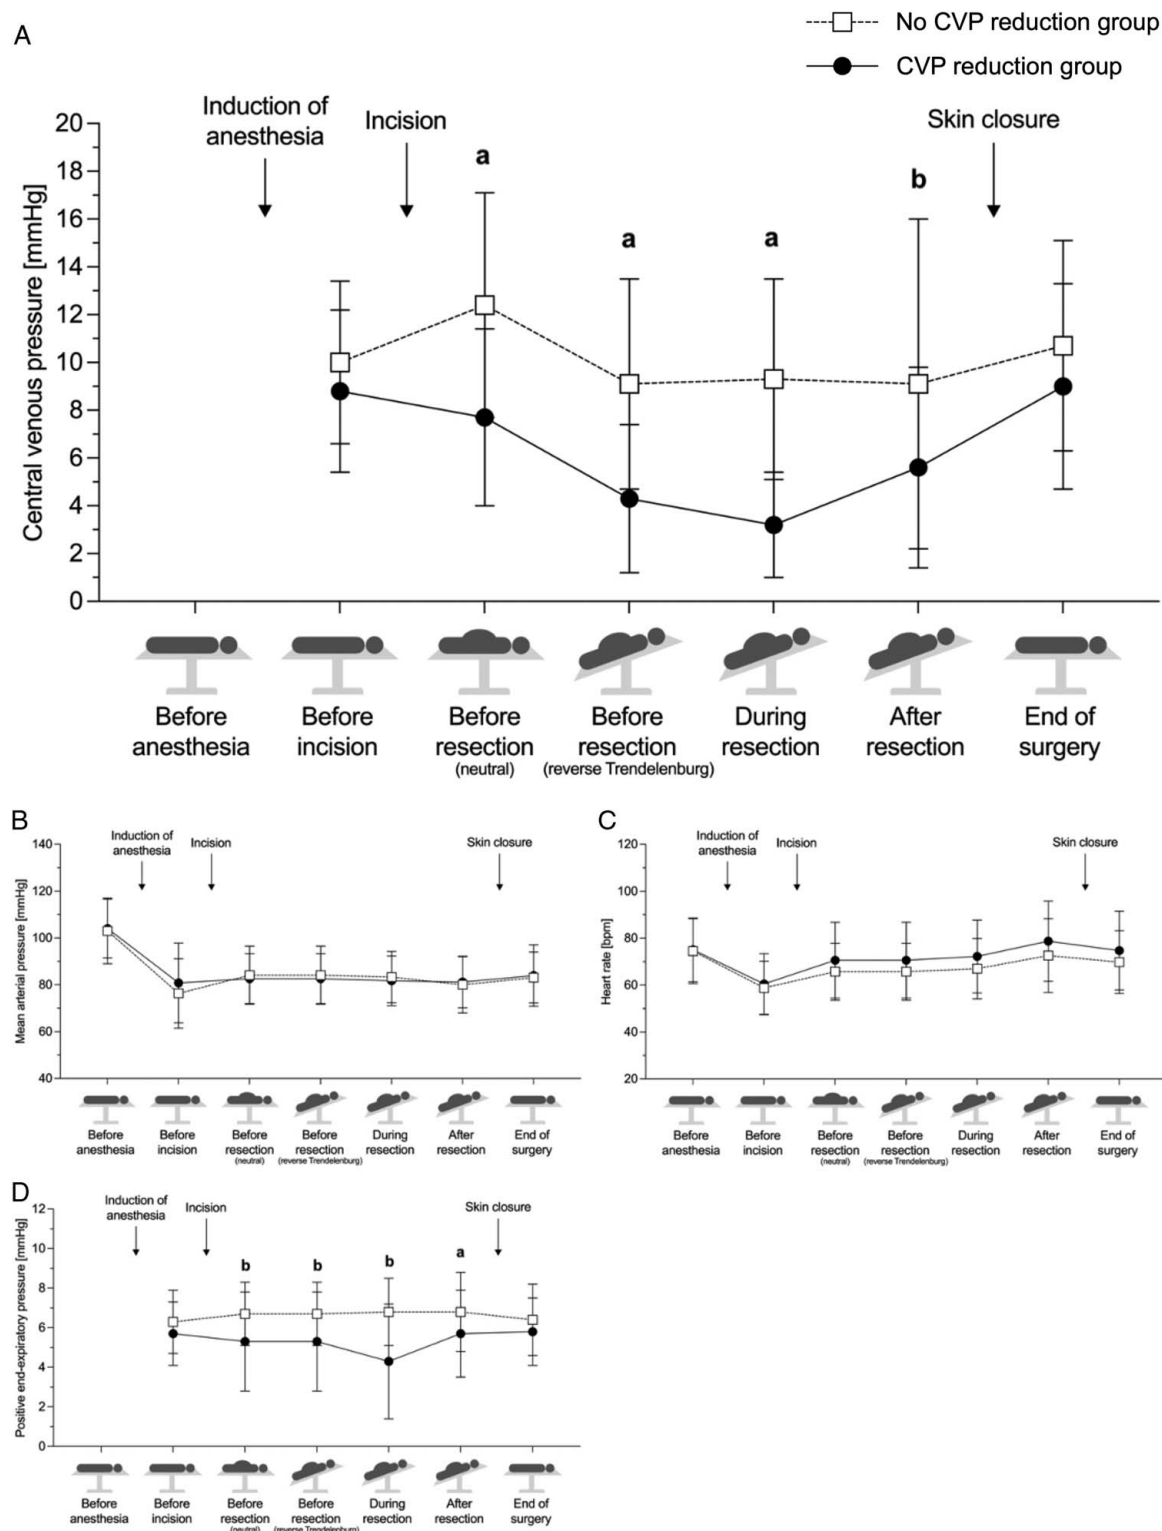 A
No CVP reduction group
CVP reduction group
Induction of
anesthesia
Incision
Skin closure
a
a
a
b
Central venous pressure [mmHg]
20
18
16
14
12
10
8
6
4
2
0
Before
anesthesia
Before
incision
Before
resection
(neutral)
Before
resection
(reverse Trendelenburg)
During
resection
After
resection
End of
surgery
B
Induction of
anesthesia
Incision
Skin closure
Mean arterial pressure [mmHg]
140
120
100
80
60
40
Before
anesthesia
Before
incision
Before
resection
(neutral)
Before
resection
(reverse Trendelenburg)
During
resection
After
resection
End of
surgery
C
Induction of
anesthesia
Incision
Skin closure
Heart rate [bpm]
120
100
80
60
40
20
Before
anesthesia
Before
incision
Before
resection
(neutral)
Before
resection
(reverse Trendelenburg)
During
resection
After
resection
End of
surgery
D
Induction of
anesthesia
Incision
Skin closure
b
b
b
a
Positive end-expiratory pressure [mmHg]
12
10
8
6
4
2
0
Before
anesthesia
Before
incision
Before
resection
(neutral)
Before
resection
(reverse Trendelenburg)
During
resection
After
resection
End of
surgery